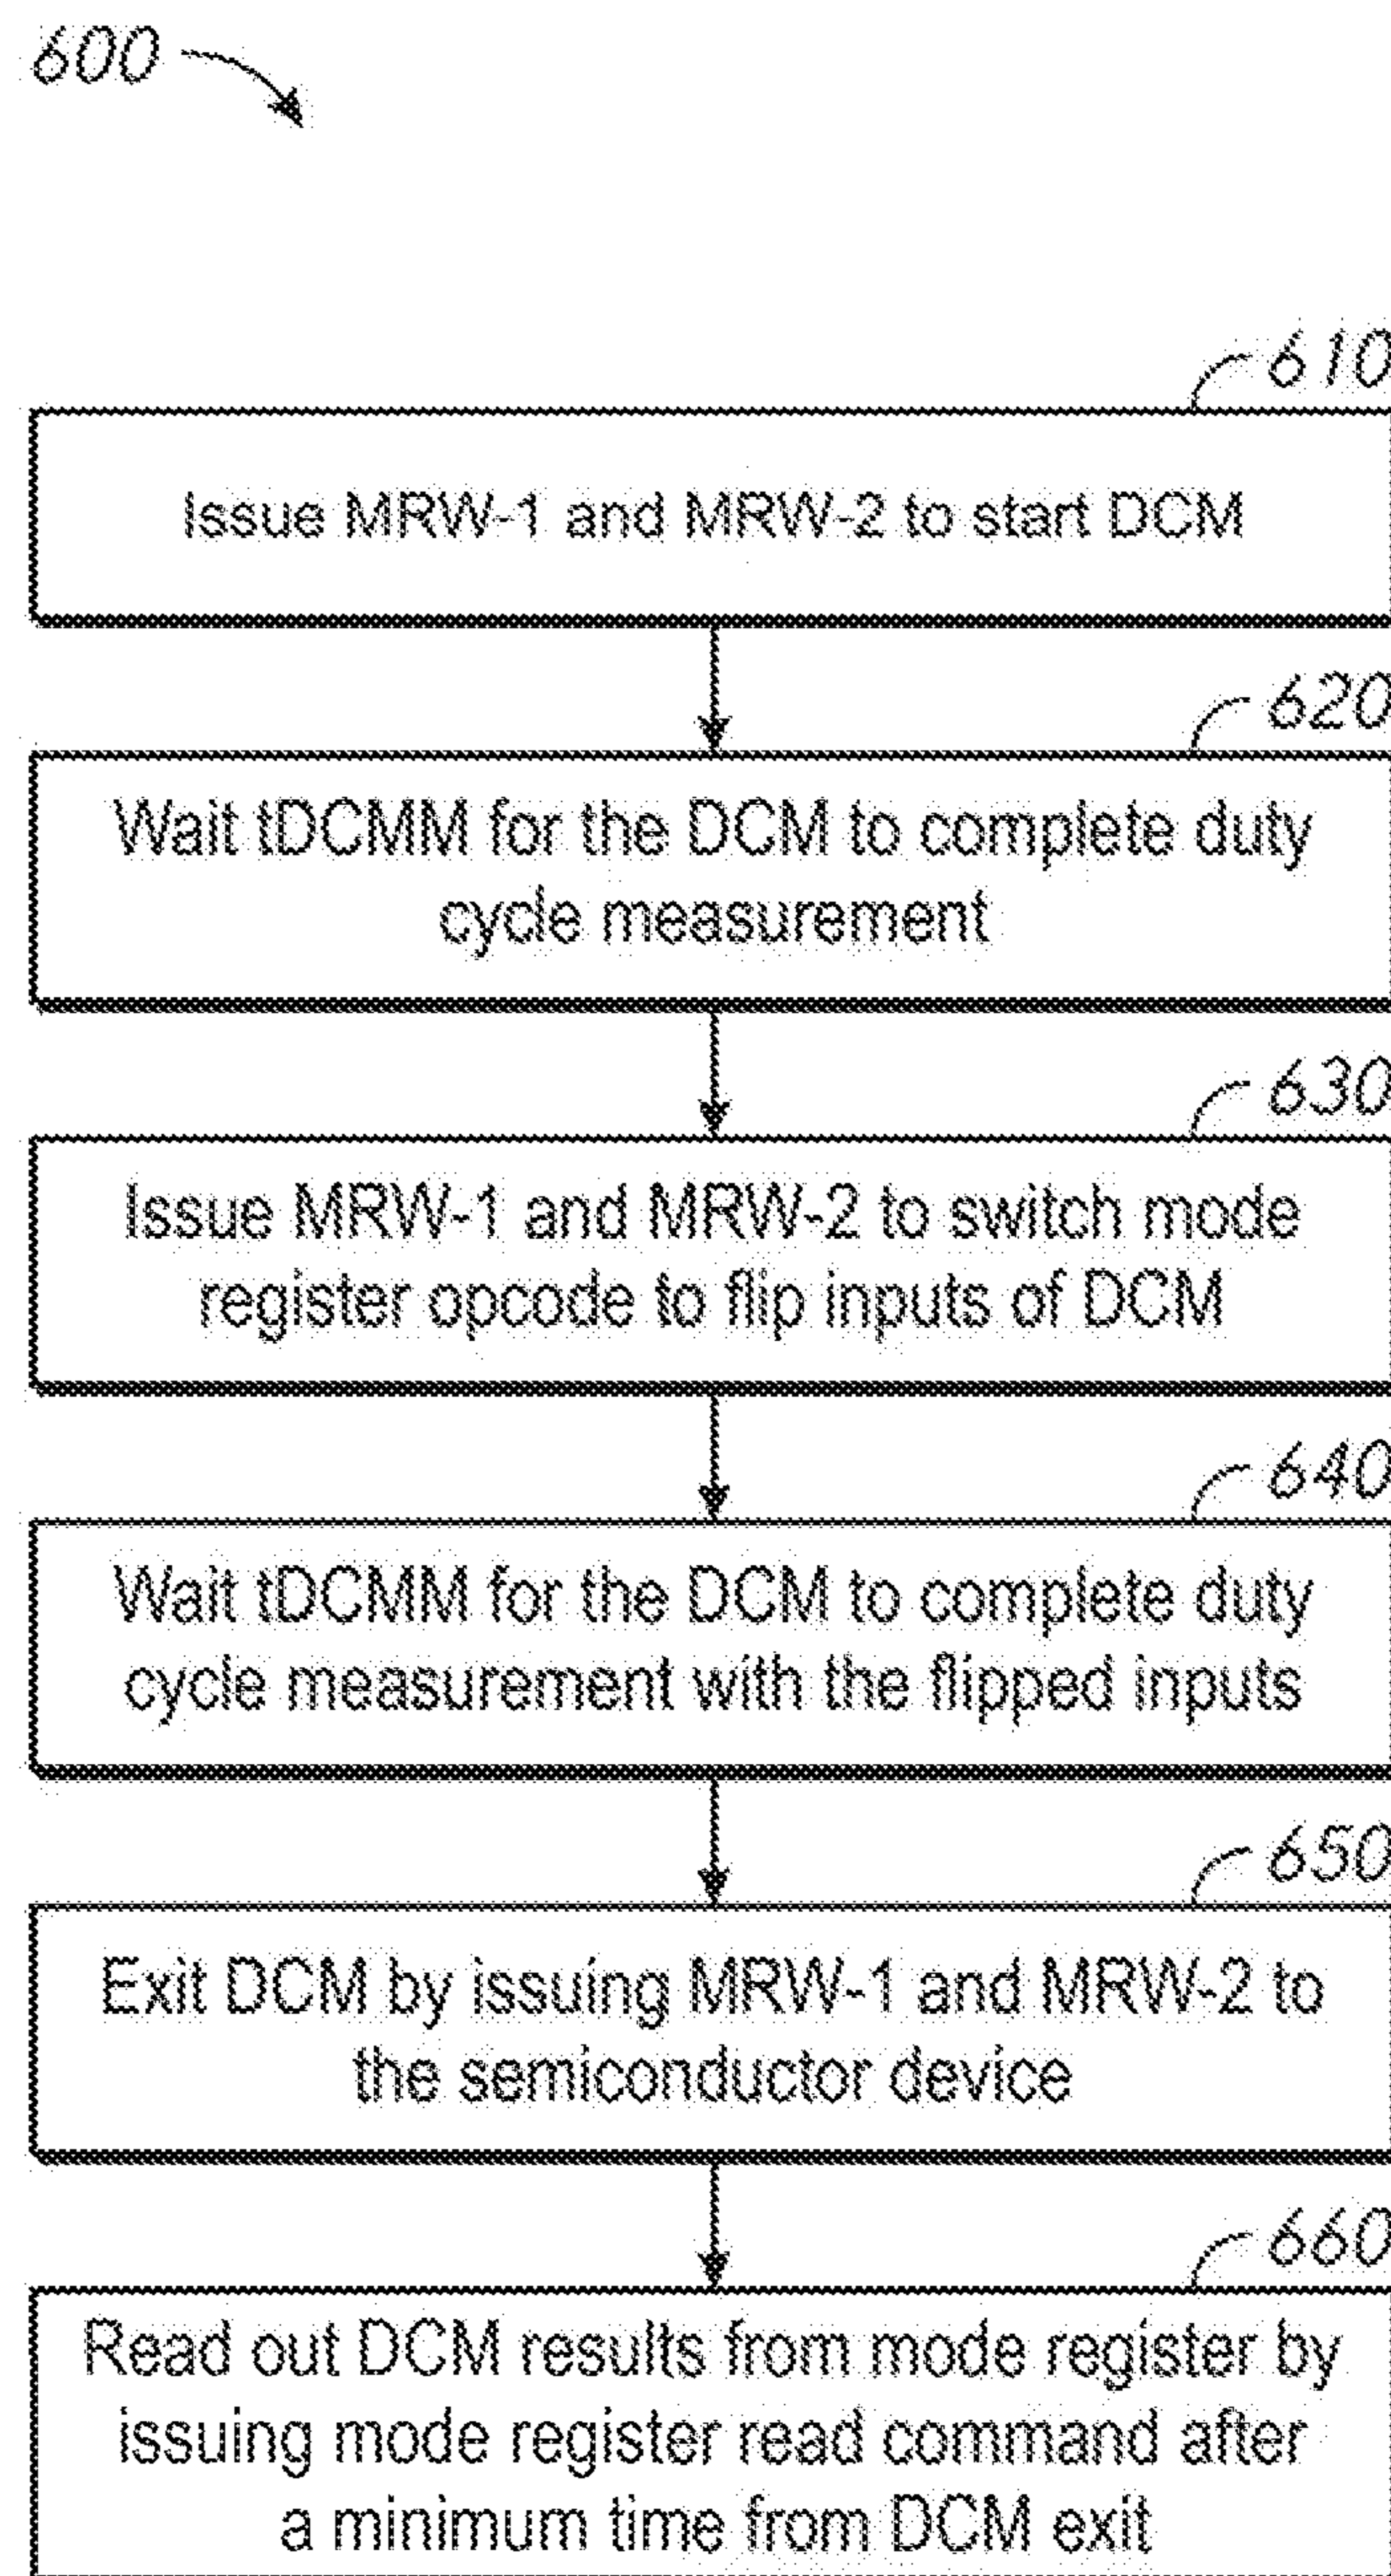 600
610
Issue MRW-1 and MRW-2 to start DCM
620
Wait tDCMM for the DCM to complete duty
cycle measurement
630
Issue MRW-1 and MRW-2 to switch mode
register opcode to flip inputs of DCM
640
Wait tDCMM for the DCM to complete duty
cycle measurement with the flipped inputs
650
Exit DCM by issuing MRW-1 and MRW-2 to
the semiconductor device
660
Read out DCM results from mode register by
issuing mode register read command after
a minimum time from DCM exit